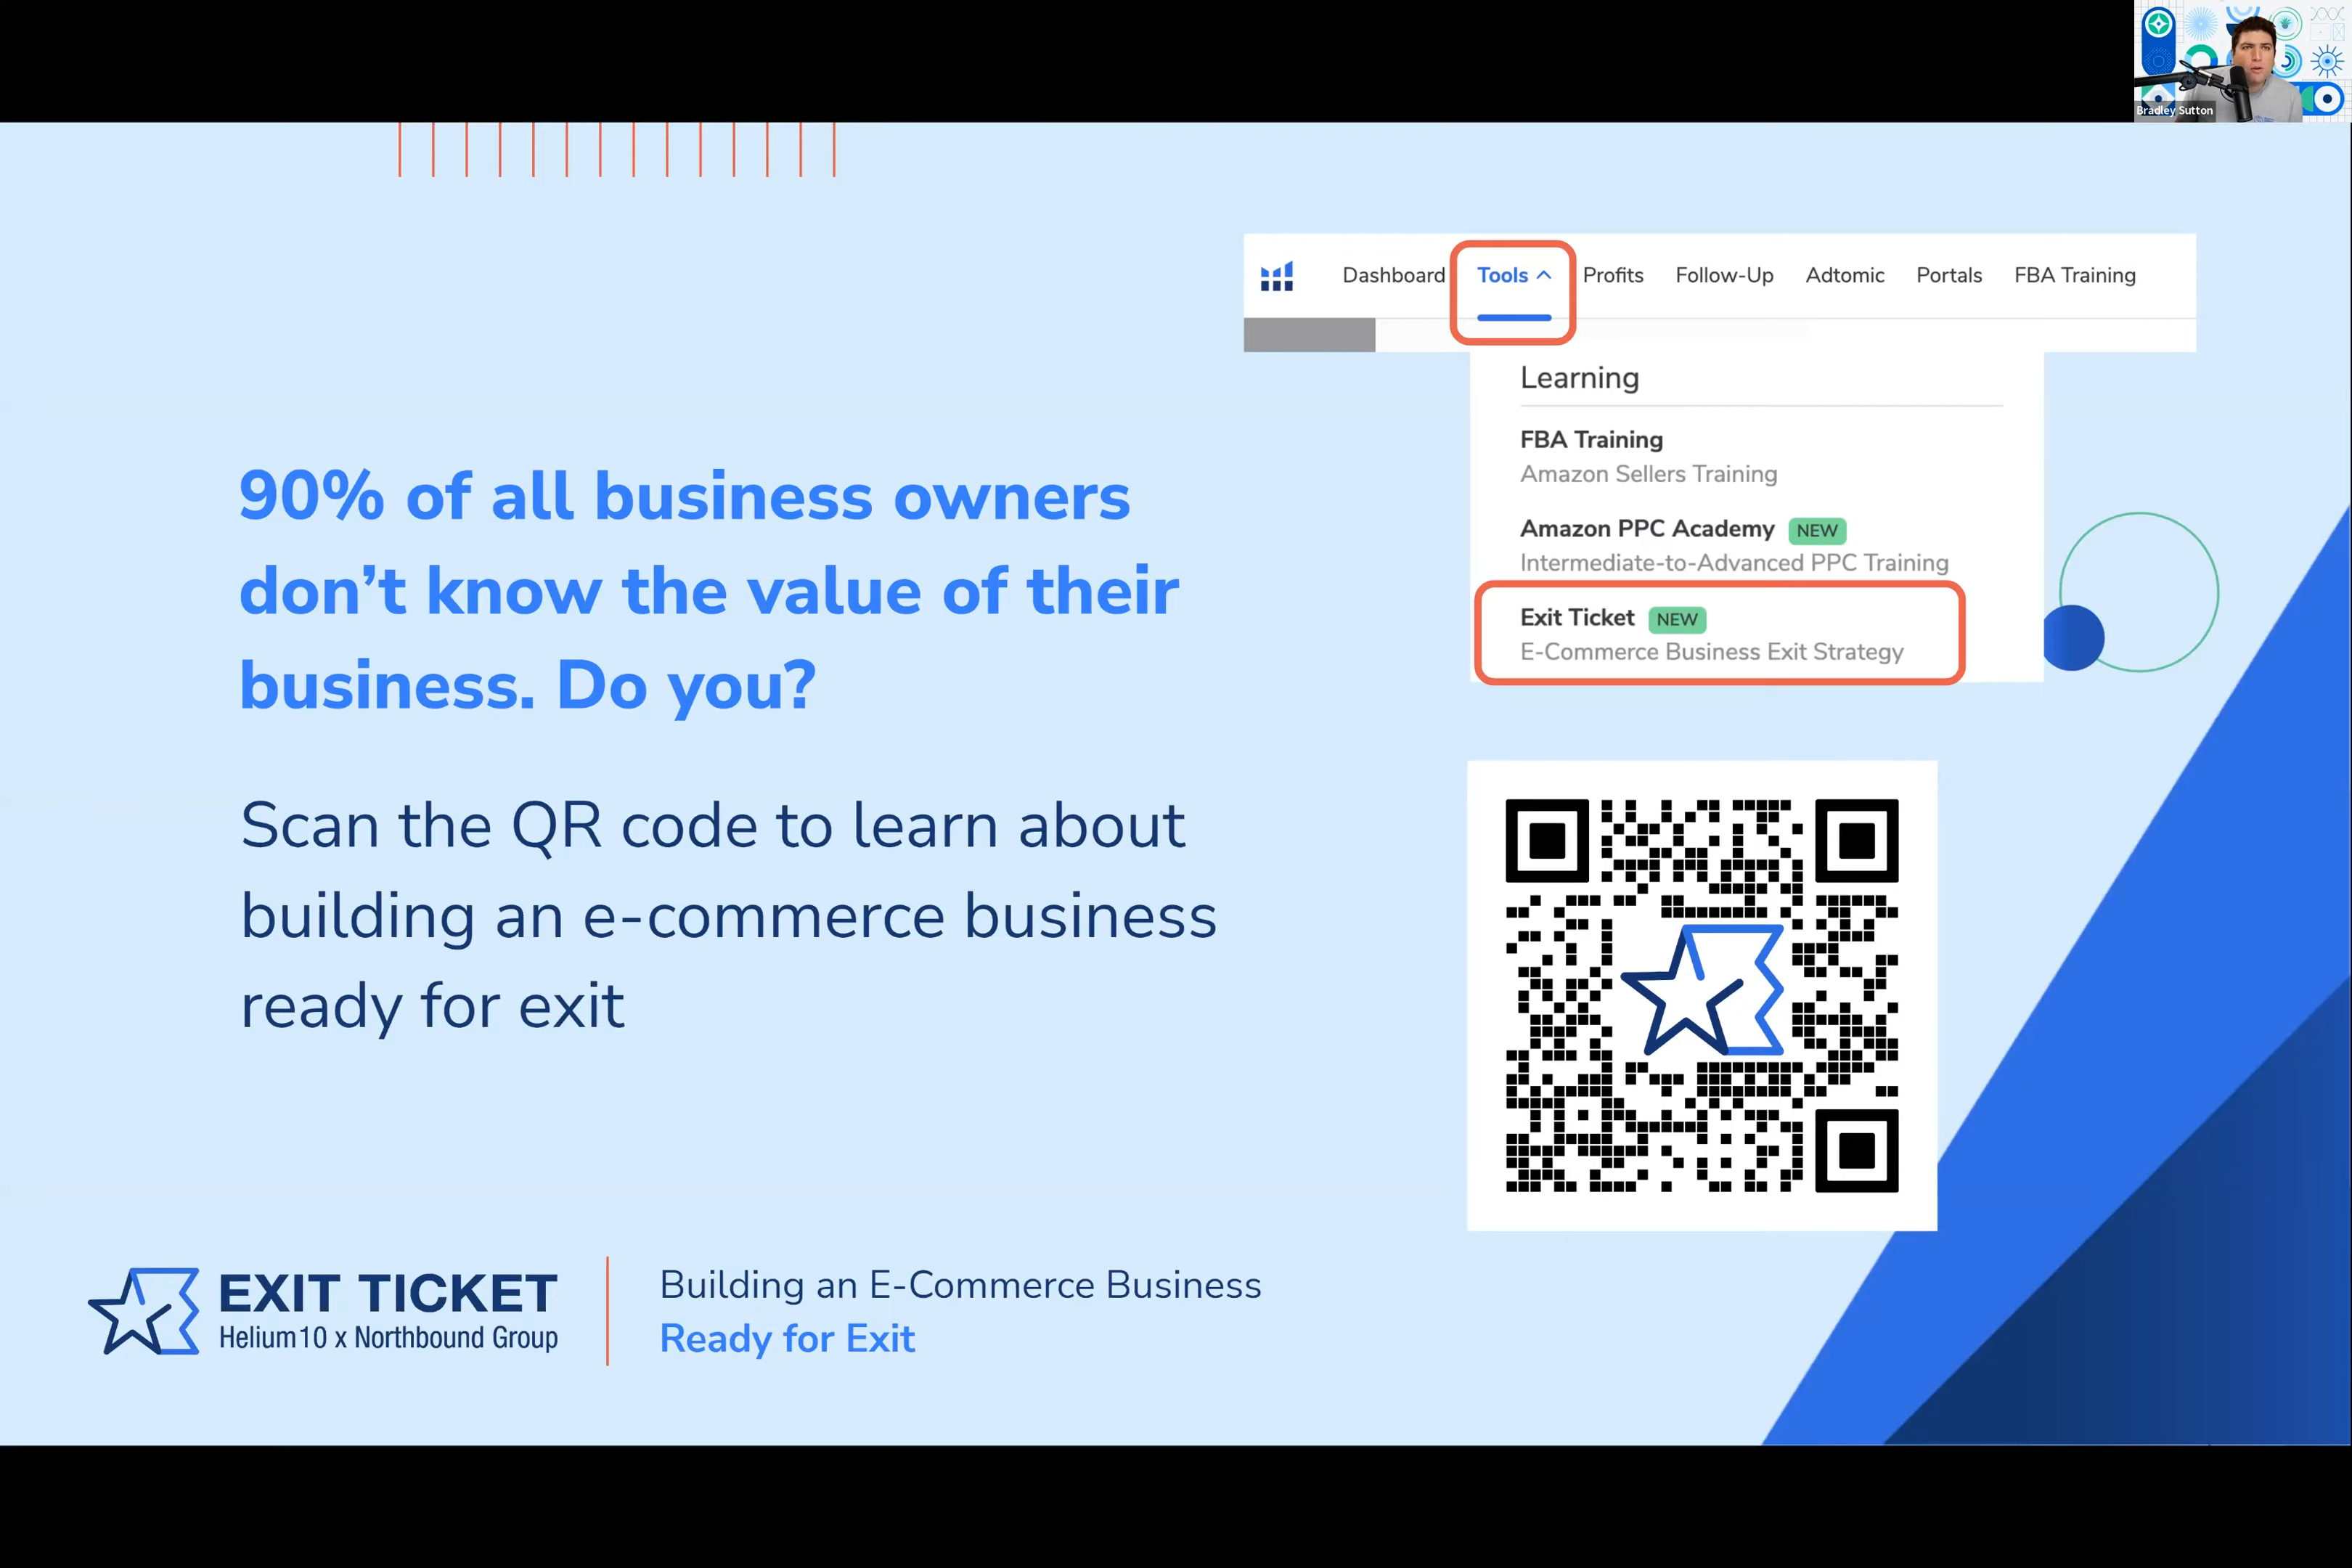 Bradley Sutton
Dashboard Tools Profits Follow-Up Adtomic Portals FBA Training
Learning
FBA Training
Amazon Sellers Training
Amazon PPC Academy NEW
Intermediate-to-Advanced PPC Training
Exit Ticket NEW
E-Commerce Business Exit Strategy
90% of all business owners
don’t know the value of their
business. Do you?
Scan the QR code to learn about
building an e-commerce business
ready for exit
EXIT TICKET
Helium10 x Northbound Group
Building an E-Commerce Business
Ready for Exit